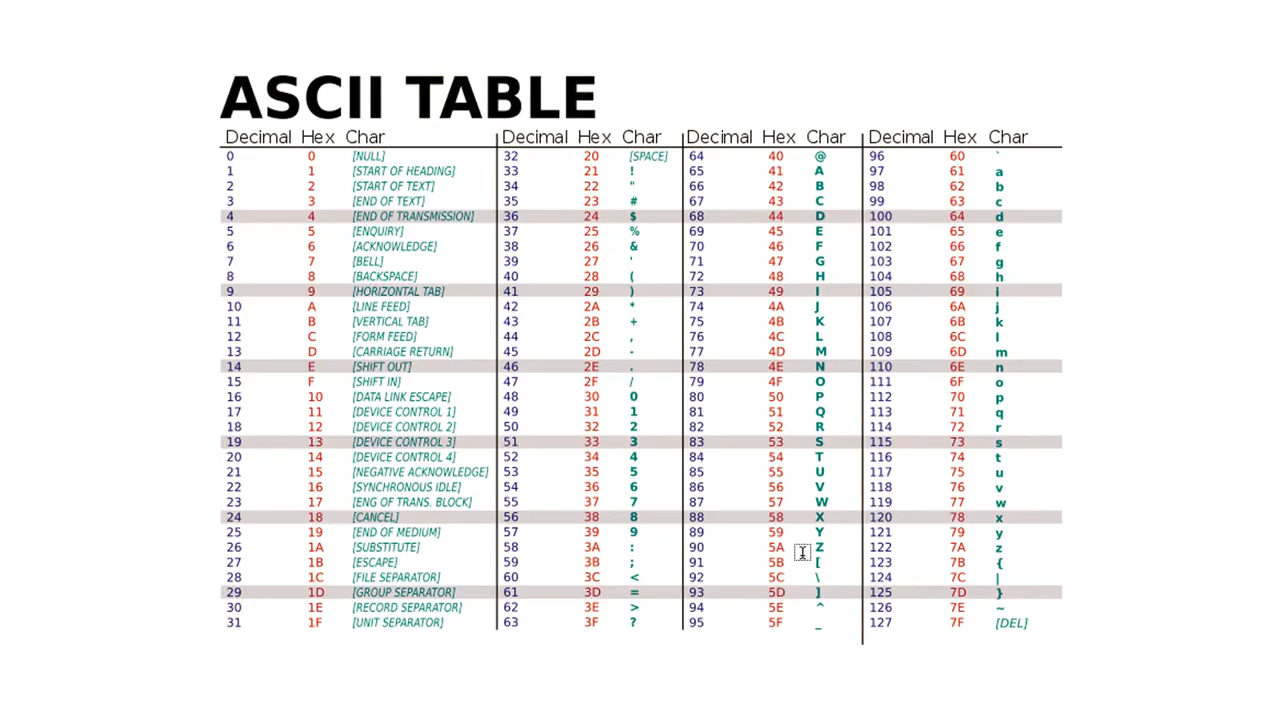 ASCII TABLE
Decimal Hex Char Decimal Hex Char Decimal Hex Char Decimal Hex Char
0 0 [NULL] 32 20 [SPACE] 64 40 @ 96 60 `
1 1 [START OF HEADING] 33 21 ! 65 41 A 97 61 a
2 2 [START OF TEXT] 34 22 " 66 42 B 98 62 b
3 3 [END OF TEXT] 35 23 # 67 43 C 99 63 c
4 4 [END OF TRANSMISSION] 36 24 $ 68 44 D 100 64 d
5 5 [ENQUIRY] 37 25 % 69 45 E 101 65 e
6 6 [ACKNOWLEDGE] 38 26 & 70 46 F 102 66 f
7 7 [BELL] 39 27 ' 71 47 G 103 67 g
8 8 [BACKSPACE] 40 28 ( 72 48 H 104 68 h
9 9 [HORIZONTAL TAB] 41 29 ) 73 49 I 105 69 i
10 A [LINE FEED] 42 2A * 74 4A J 106 6A j
11 B [VERTICAL TAB] 43 2B + 75 4B K 107 6B k
12 C [FORM FEED] 44 2C , 76 4C L 108 6C l
13 D [CARRIAGE RETURN] 45 2D - 77 4D M 109 6D m
14 E [SHIFT OUT] 46 2E . 78 4E N 110 6E n
15 F [SHIFT IN] 47 2F / 79 4F O 111 6F o
16 10 [DATA LINK ESCAPE] 48 30 0 80 50 P 112 70 p
17 11 [DEVICE CONTROL 1] 49 31 1 81 51 Q 113 71 q
18 12 [DEVICE CONTROL 2] 50 32 2 82 52 R 114 72 r
19 13 [DEVICE CONTROL 3] 51 33 3 83 53 S 115 73 s
20 14 [DEVICE CONTROL 4] 52 34 4 84 54 T 116 74 t
21 15 [NEGATIVE ACKNOWLEDGE] 53 35 5 85 55 U 117 75 u
22 16 [SYNCHRONOUS IDLE] 54 36 6 86 56 V 118 76 v
23 17 [ENG OF TRANS. BLOCK] 55 37 7 87 57 W 119 77 w
24 18 [CANCEL] 56 38 8 88 58 X 120 78 x
25 19 [END OF MEDIUM] 57 39 9 89 59 Y 121 79 y
26 1A [SUBSTITUTE] 58 3A : 90 5A Z 122 7A z
27 1B [ESCAPE] 59 3B ; 91 5B [ 123 7B {
28 1C [FILE SEPARATOR] 60 3C < 92 5C \ 124 7C |
29 1D [GROUP SEPARATOR] 61 3D = 93 5D ] 125 7D }
30 1E [RECORD SEPARATOR] 62 3E > 94 5E ^ 126 7E ~
31 1F [UNIT SEPARATOR] 63 3F ? 95 5F _ 127 7F [DEL]